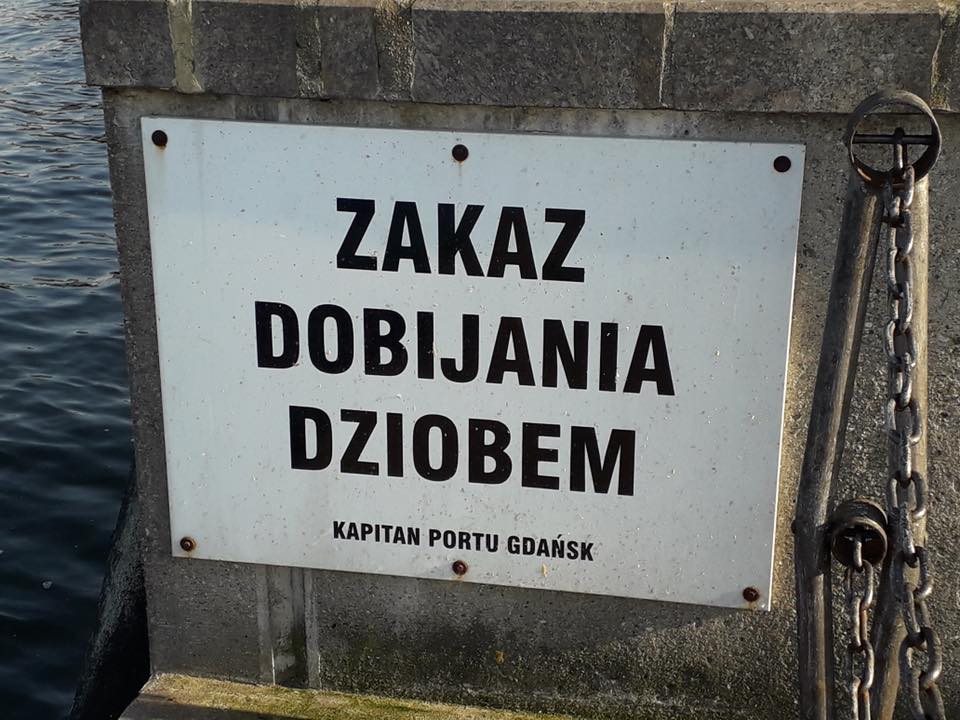 ZAKAZ
DOBIJANIA
DZIOBEM
KAPITAN PORTU GDAŃSK